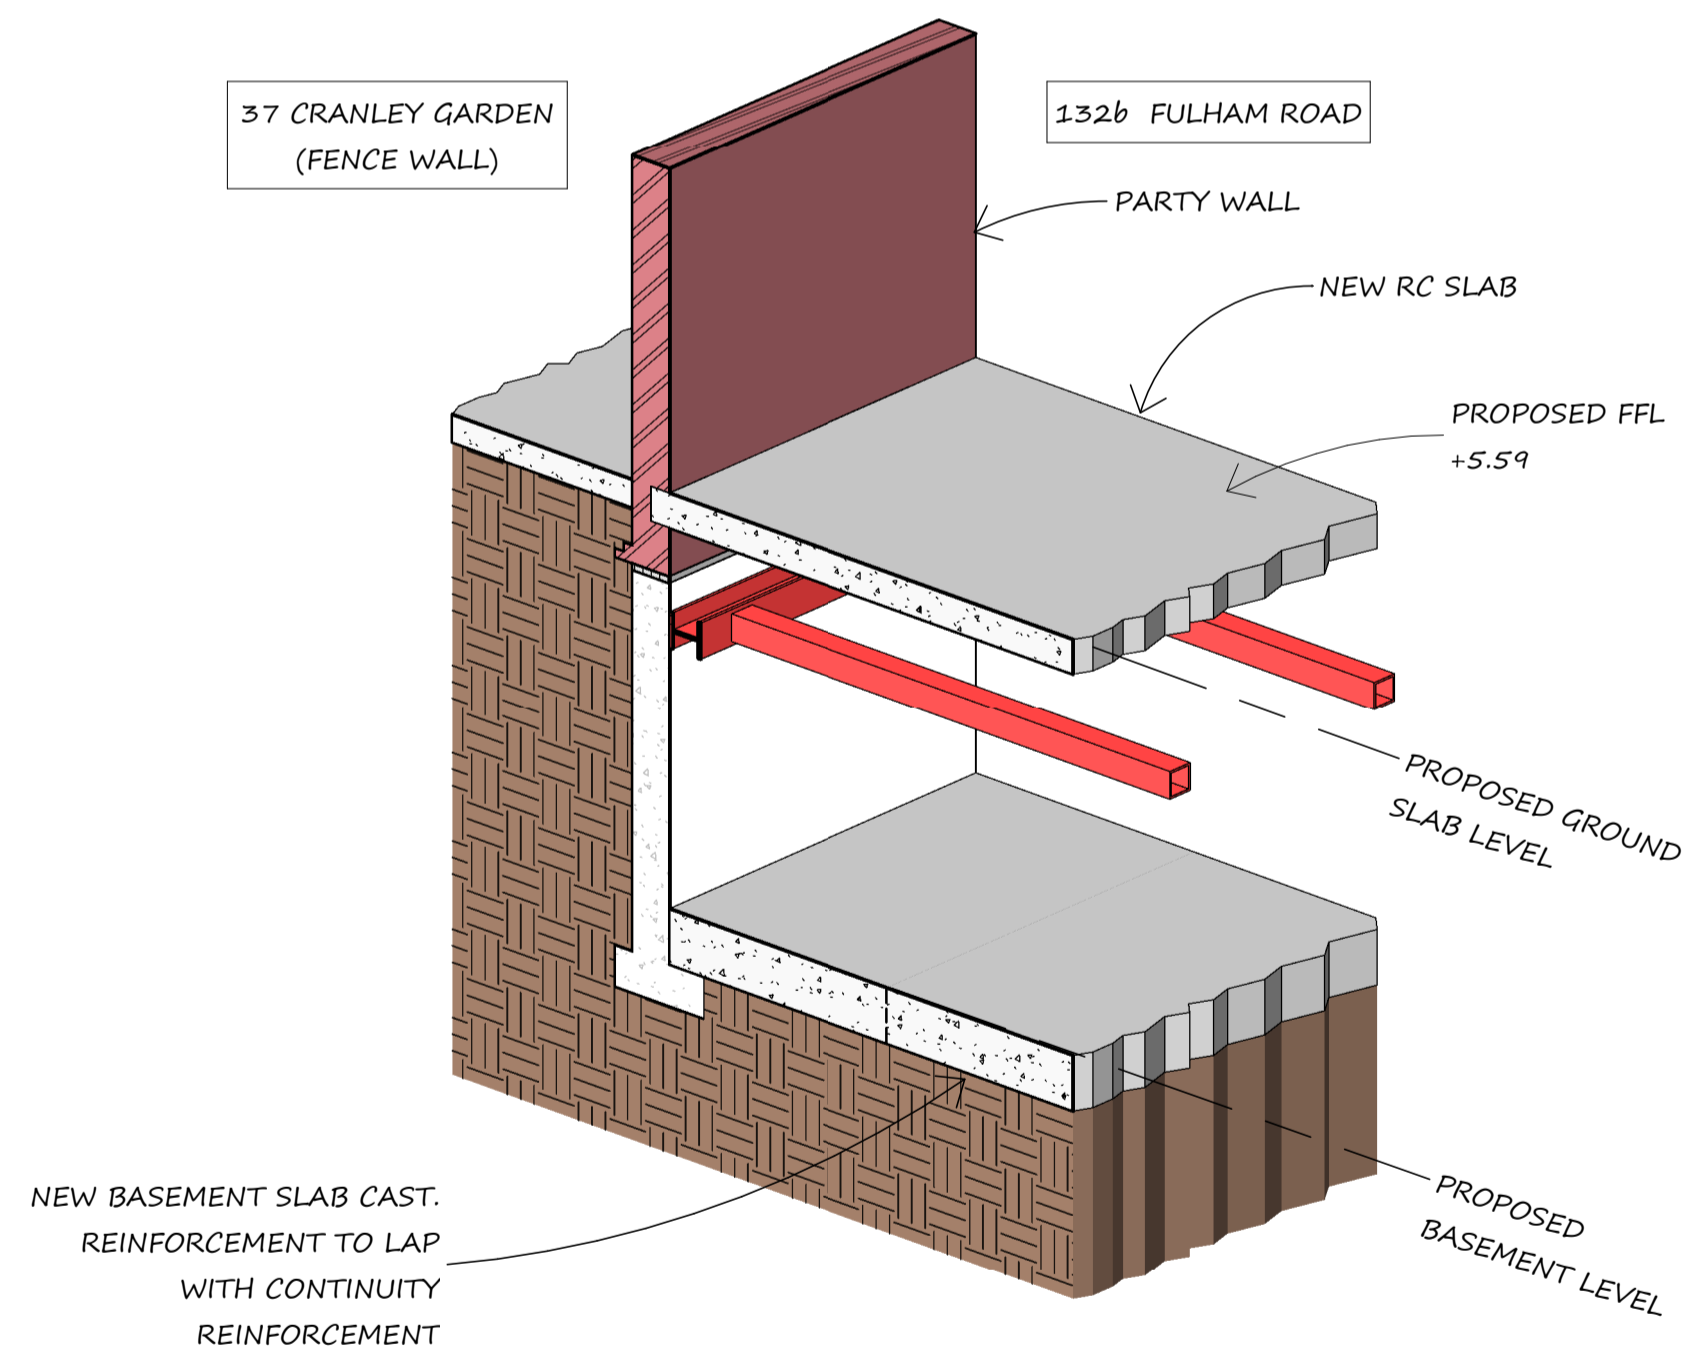 37 CRANLEY GARDEN
(FENCE WALL)
132b FULHAM ROAD
PARTY WALL
NEW RC SLAB
PROPOSED FFL
+5.59
PROPOSED GROUND
SLAB LEVEL
PROPOSED
BASEMENT LEVEL
NEW BASEMENT SLAB CAST.
REINFORCEMENT TO LAP
WITH CONTINUITY
REINFORCEMENT